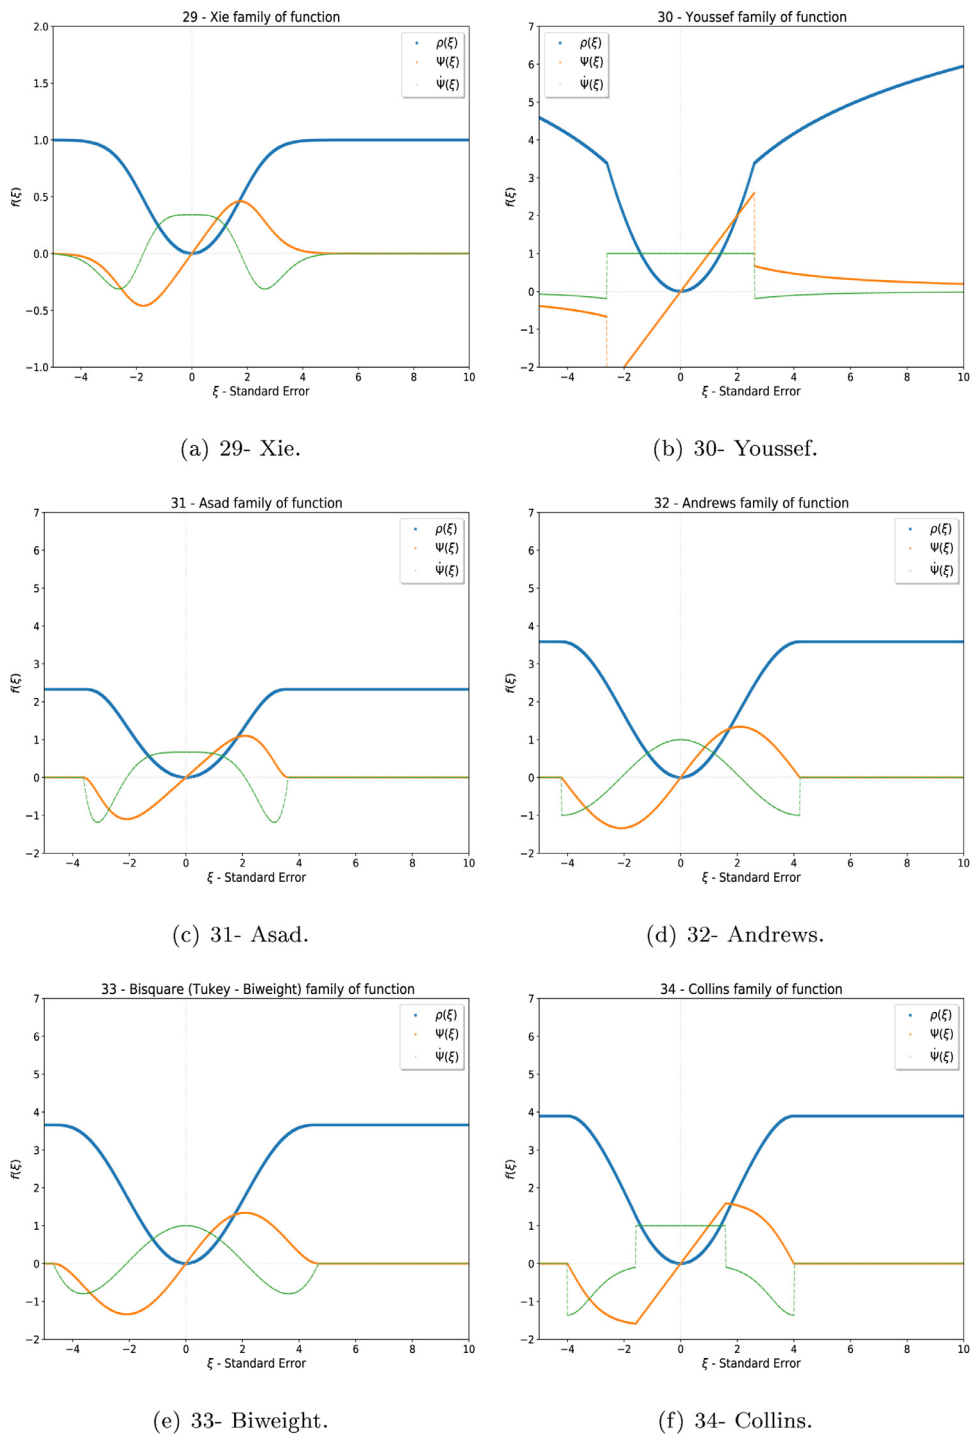 29 - Xie family of function
2.0
1.5
1.0
0.5
0.0
−0.5
−1.0
f(ξ)
ρ(ξ)
Ψ(ξ)
Ψ̇(ξ)
−4 −2 0 2 4 6 8 10
ξ - Standard Error
(a) 29- Xie.
30 - Youssef family of function
7
6
5
4
3
2
1
0
−1
−2
f(ξ)
ρ(ξ)
Ψ(ξ)
Ψ̇(ξ)
−4 −2 0 2 4 6 8 10
ξ - Standard Error
(b) 30- Youssef.
31 - Asad family of function
7
6
5
4
3
2
1
0
−1
−2
f(ξ)
ρ(ξ)
Ψ(ξ)
Ψ̇(ξ)
−4 −2 0 2 4 6 8 10
ξ - Standard Error
(c) 31- Asad.
32 - Andrews family of function
7
6
5
4
3
2
1
0
−1
−2
f(ξ)
ρ(ξ)
Ψ(ξ)
Ψ̇(ξ)
−4 −2 0 2 4 6 8 10
ξ - Standard Error
(d) 32- Andrews.
33 - Bisquare (Tukey - Biweight) family of function
7
6
5
4
3
2
1
0
−1
−2
f(ξ)
ρ(ξ)
Ψ(ξ)
Ψ̇(ξ)
−4 −2 0 2 4 6 8 10
ξ - Standard Error
(e) 33- Biweight.
34 - Collins family of function
7
6
5
4
3
2
1
0
−1
−2
f(ξ)
ρ(ξ)
Ψ(ξ)
Ψ̇(ξ)
−4 −2 0 2 4 6 8 10
ξ - Standard Error
(f) 34- Collins.